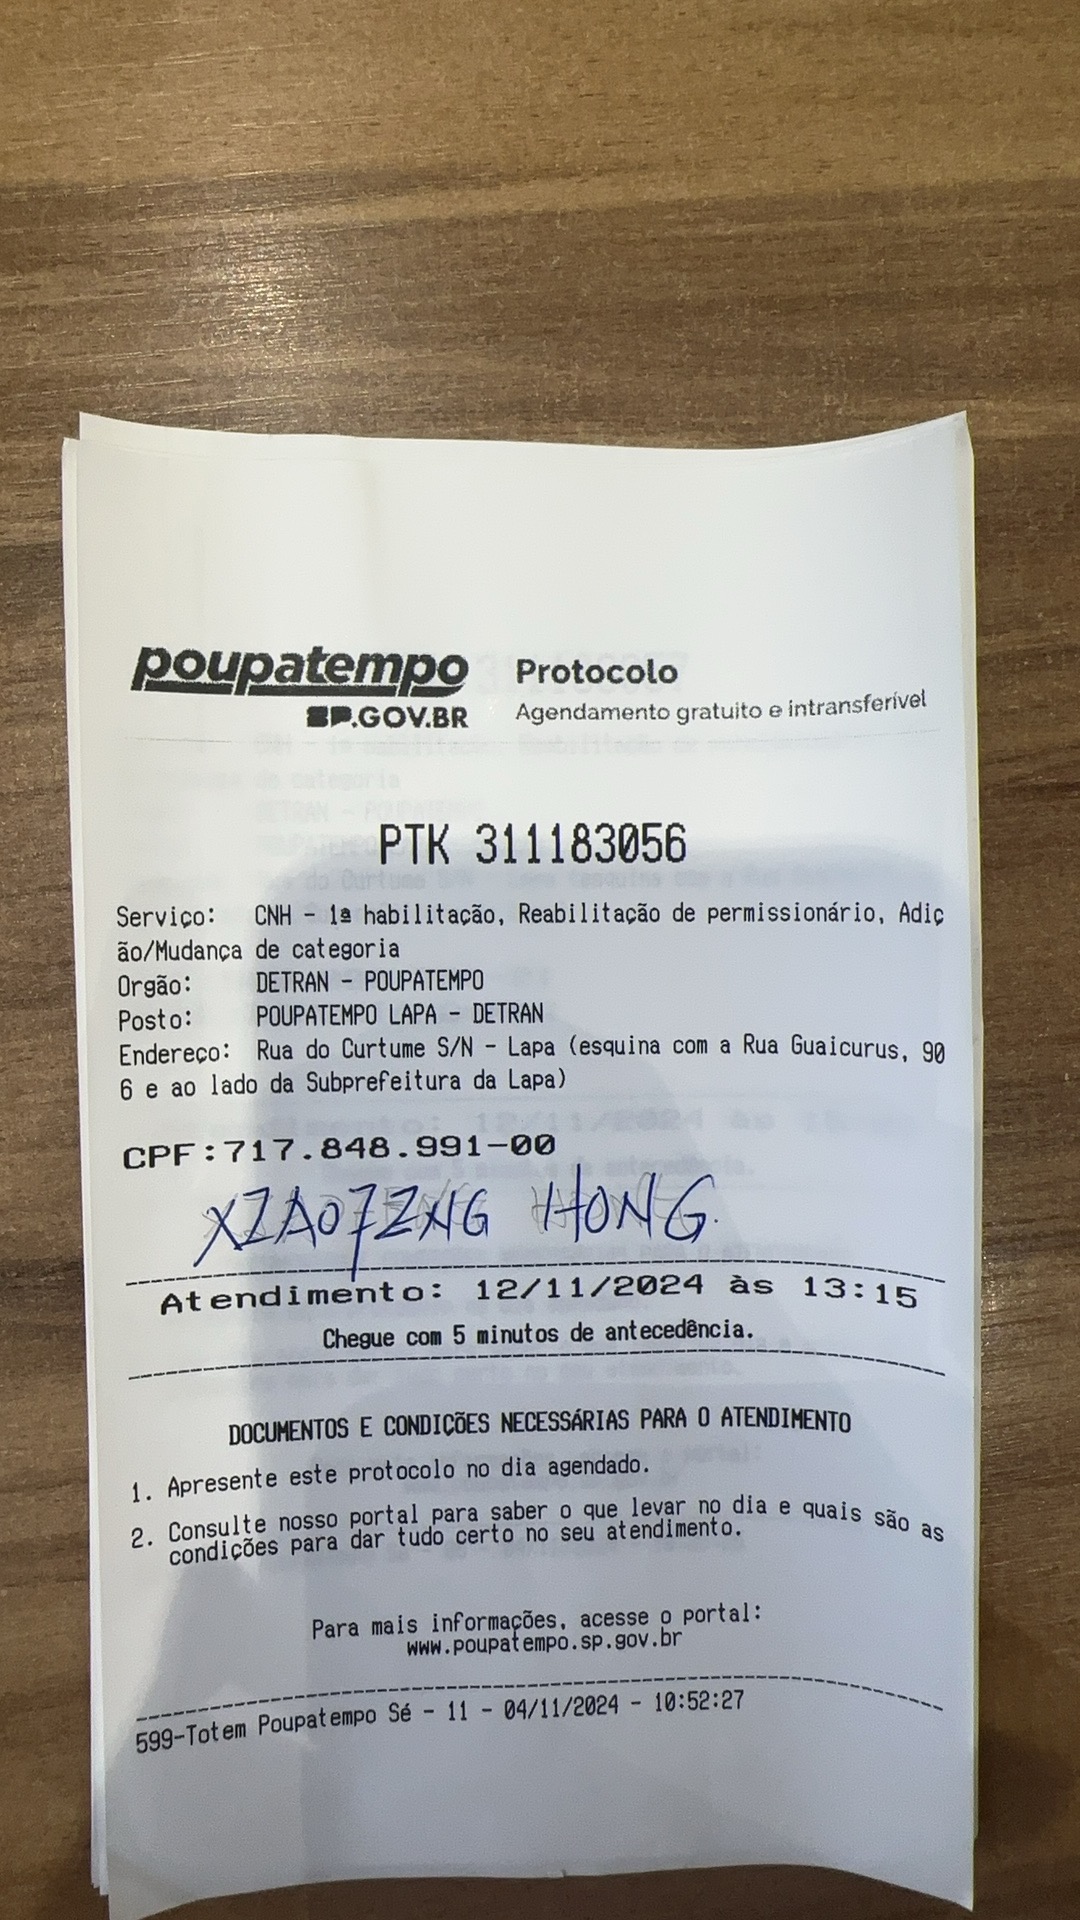 poupatempo
SP.GOV.BR
Protocolo
Agendamento gratuito e intransferível
PTK 311183056
Serviço: CNH - 1ª habilitação, Reabilitação de permissionário, Adiç
ão/Mudança de categoria
Orgão: DETRAN - POUPATEMPO
Posto: POUPATEMPO LAPA - DETRAN
Endereço: Rua do Curtume S/N - Lapa (esquina com a Rua Guaicurus, 90
6 e ao lado da Subprefeitura da Lapa)
CPF:717.848.991-00
HONG
Atendimento: 12/11/2024 às 13:15
Chegue com 5 minutos de antecedência.
DOCUMENTOS E CONDIÇÕES NECESSÁRIAS PARA O ATENDIMENTO
1. Apresente este protocolo no dia agendado.
2. Consulte nosso portal para saber o que levar no dia e quais são as
condições para dar tudo certo no seu atendimento.
Para mais informações, acesse o portal:
www.poupatempo.sp.gov.br
599-Totem Poupatempo Sé - 11 - 04/11/2024 - 10:52:27